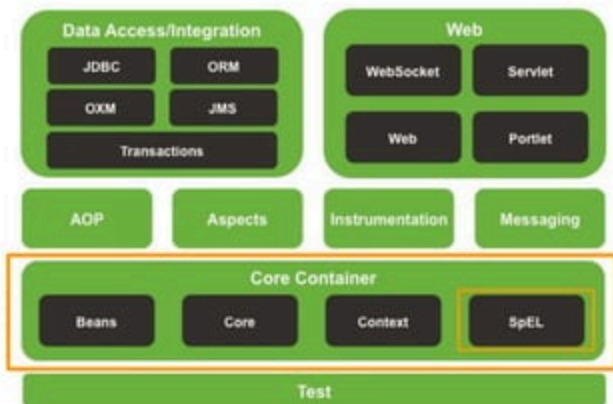 Data Access/Integration
Web
JDBC
ORM
WebSocket
Servlet
OXM
JMS
Web
Portlet
Transactions
AOP
Aspects
Instrumentation
Messaging
Core Container
Beans
Core
Context
SpEL
Test